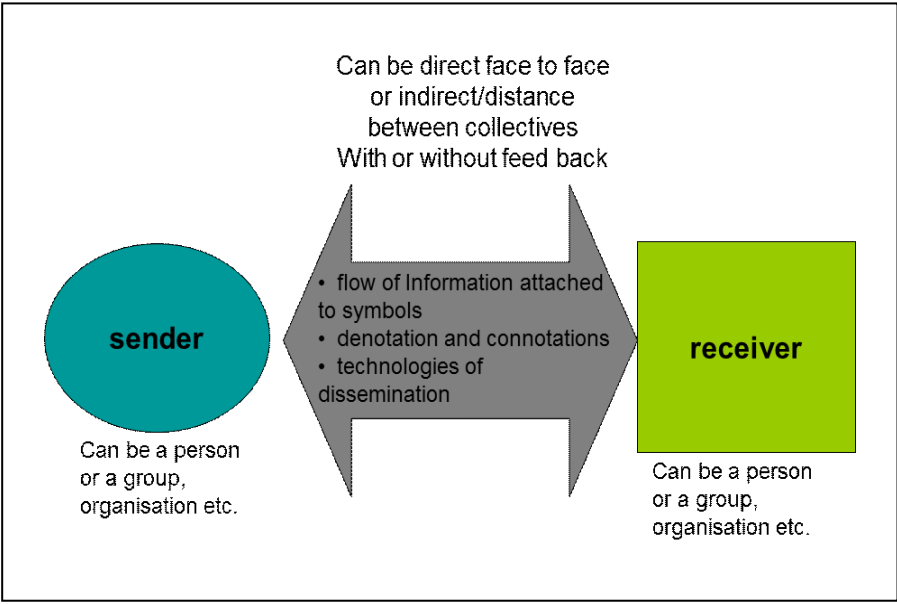 Can be direct face to face
or indirect/distance
between collectives
With or without feed back
• flow of Information attached
to symbols
• denotation and connotations
• technologies of
dissemination
sender
receiver
Can be a person
or a group,
organisation etc.
Can be a person
or a group,
organisation etc.